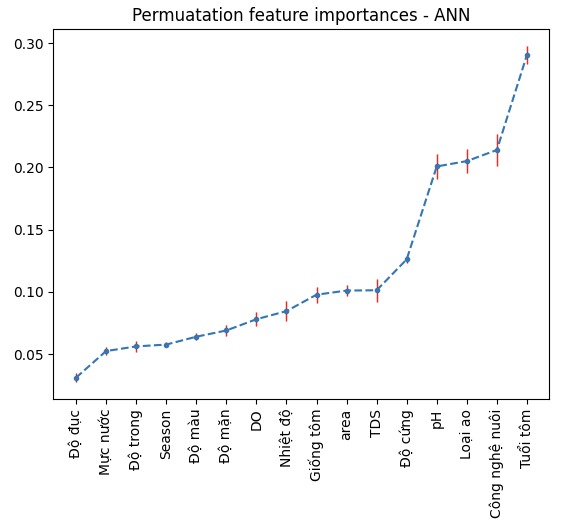 Permuatation feature importances - ANN
0.30
0.25
0.20
0.15
0.10
0.05
Độ đục
Mực nước
Độ trong
Season
Độ màu
Độ mặn
DO
Nhiệt độ
Giống tôm
area
TDS
Độ cứng
pH
Loại ao
Công nghệ nuôi
Tuổi tôm